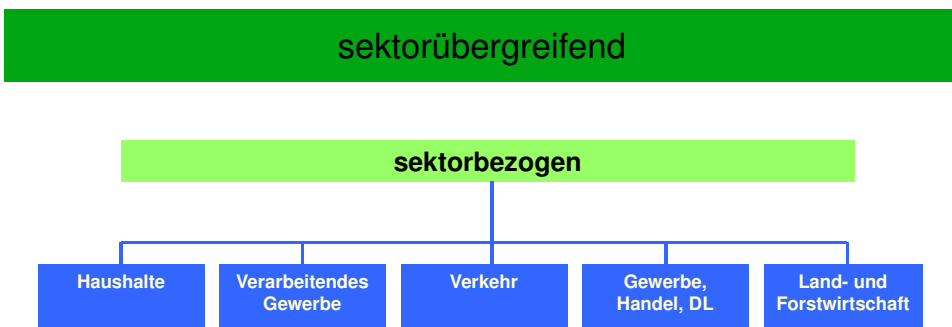 sektorübergreifend
sektorbezogen
Haushalte
Verarbeitendes
Gewerbe
Verkehr
Gewerbe,
Handel, DL
Land- und
Forstwirtschaft